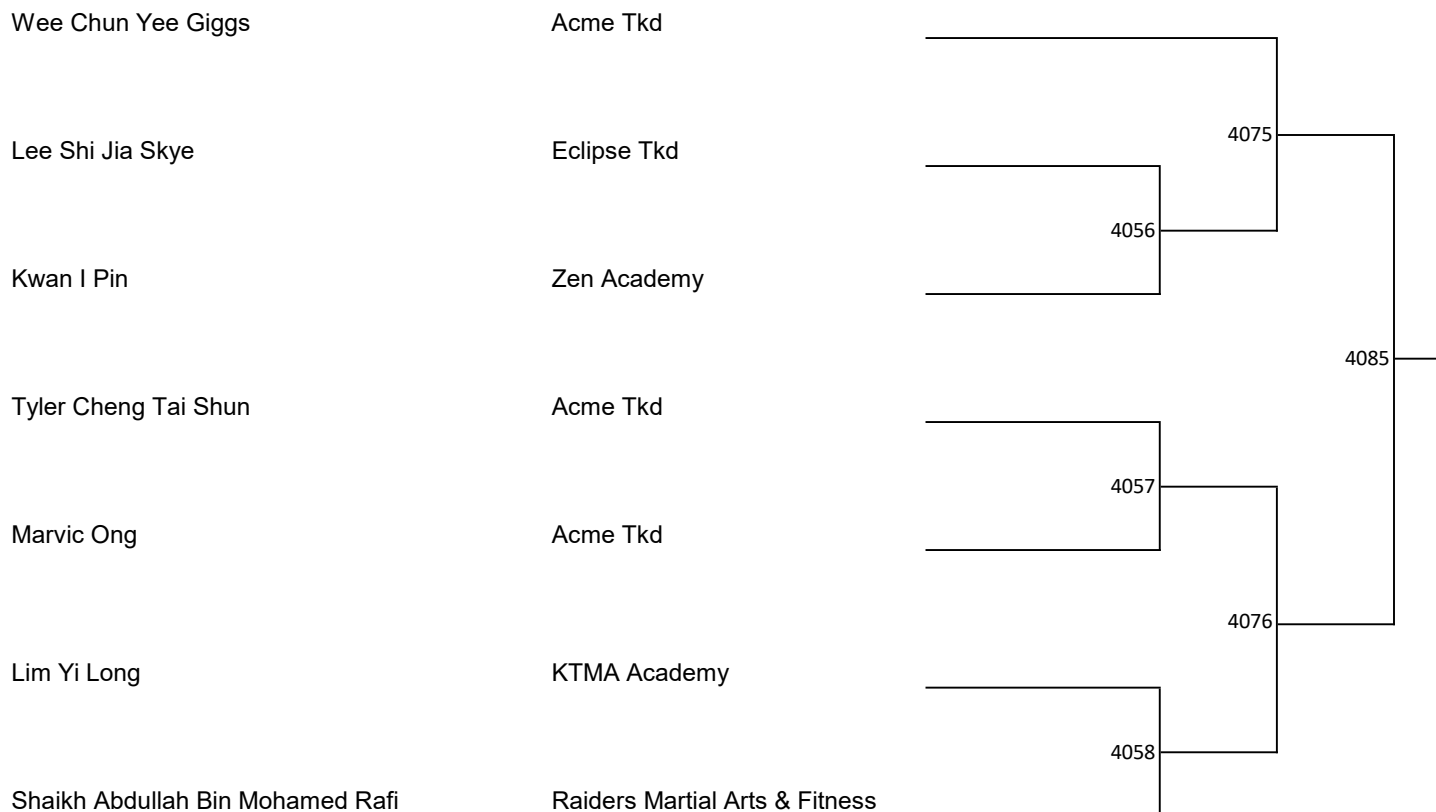 Wee Chun Yee Giggs Acme Tkd
4075
Lee Shi Jia Skye Eclipse Tkd
4056
Kwan I Pin Zen Academy
4085
Tyler Cheng Tai Shun Acme Tkd
4057
Marvic Ong Acme Tkd
4076
Lim Yi Long KTMA Academy
4058
Shaikh Abdullah Bin Mohamed Rafi Raiders Martial Arts & Fitness